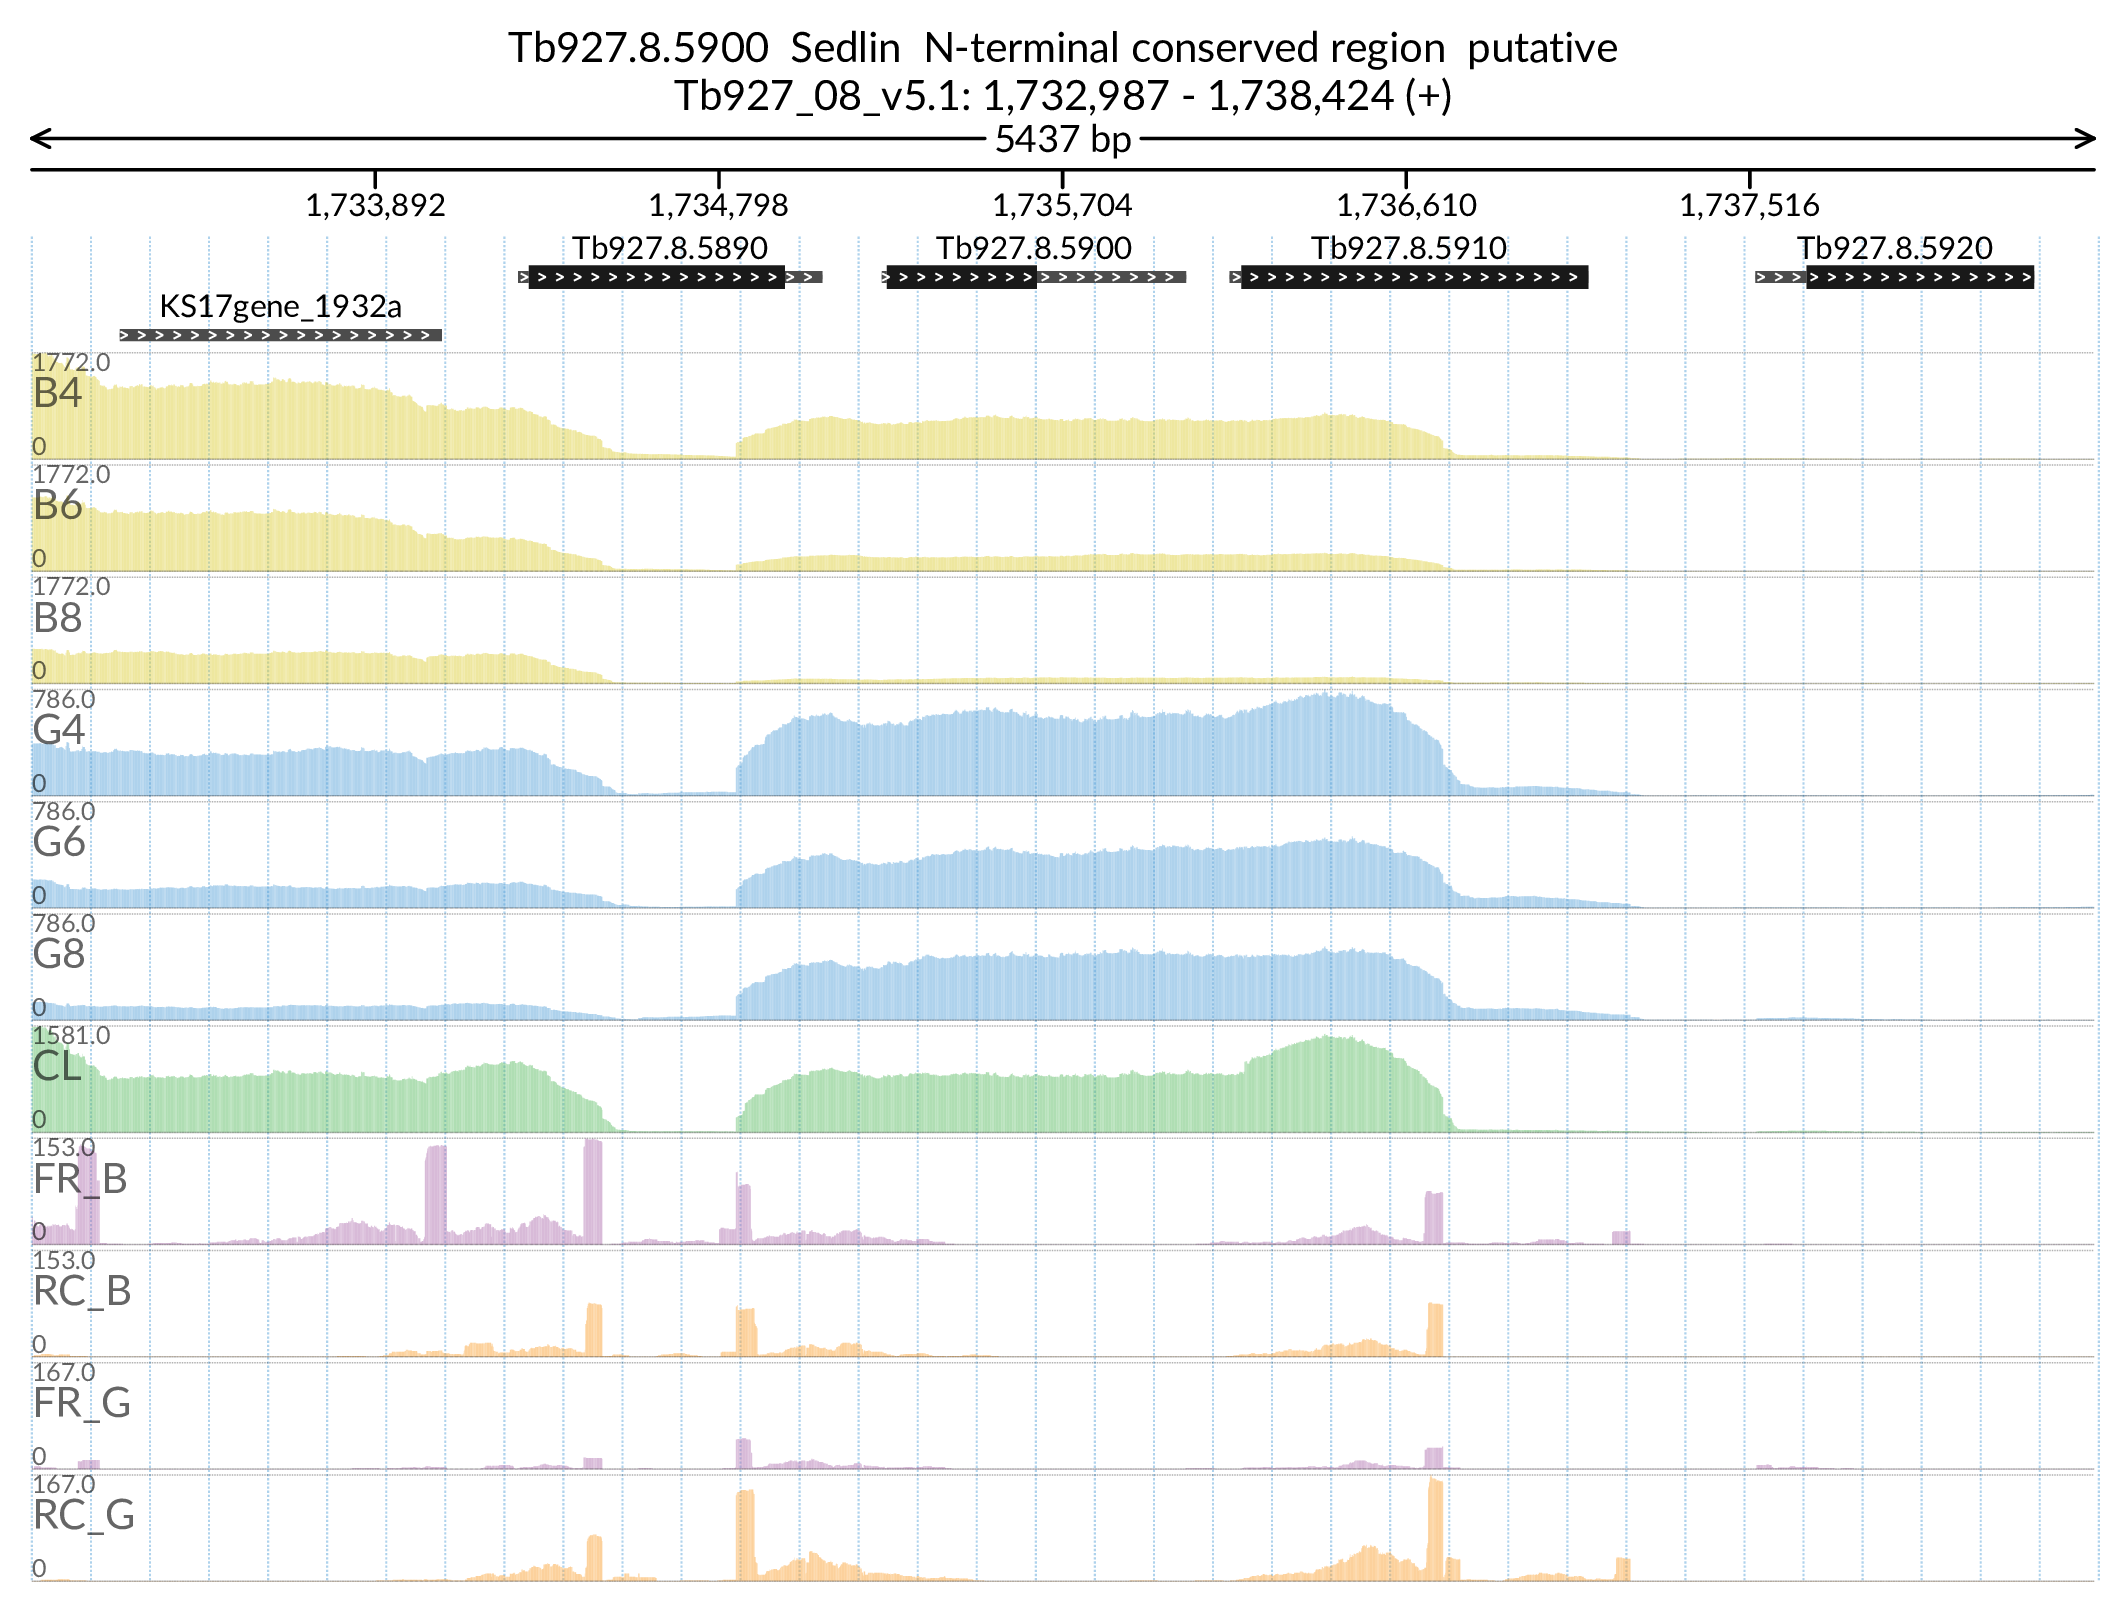 Tb927.8.5900 Sedlin N-terminal conserved region putative
Tb927_08_v5.1: 1,732,987 - 1,738,424 (+)
5437 bp
1,733,892 1,734,798 1,735,704 1,736,610 1,737,516
Tb927.8.5890 Tb927.8.5900 Tb927.8.5910 Tb927.8.5920
KS17gene_1932a
1772.0
B4
0
1772.0
B6
0
1772.0
B8
0
786.0
G4
0
786.0
G6
0
786.0
G8
0
1581.0
CL
0
153.0
FR_B
0
153.0
RC_B
0
167.0
FR_G
0
167.0
RC_G
0